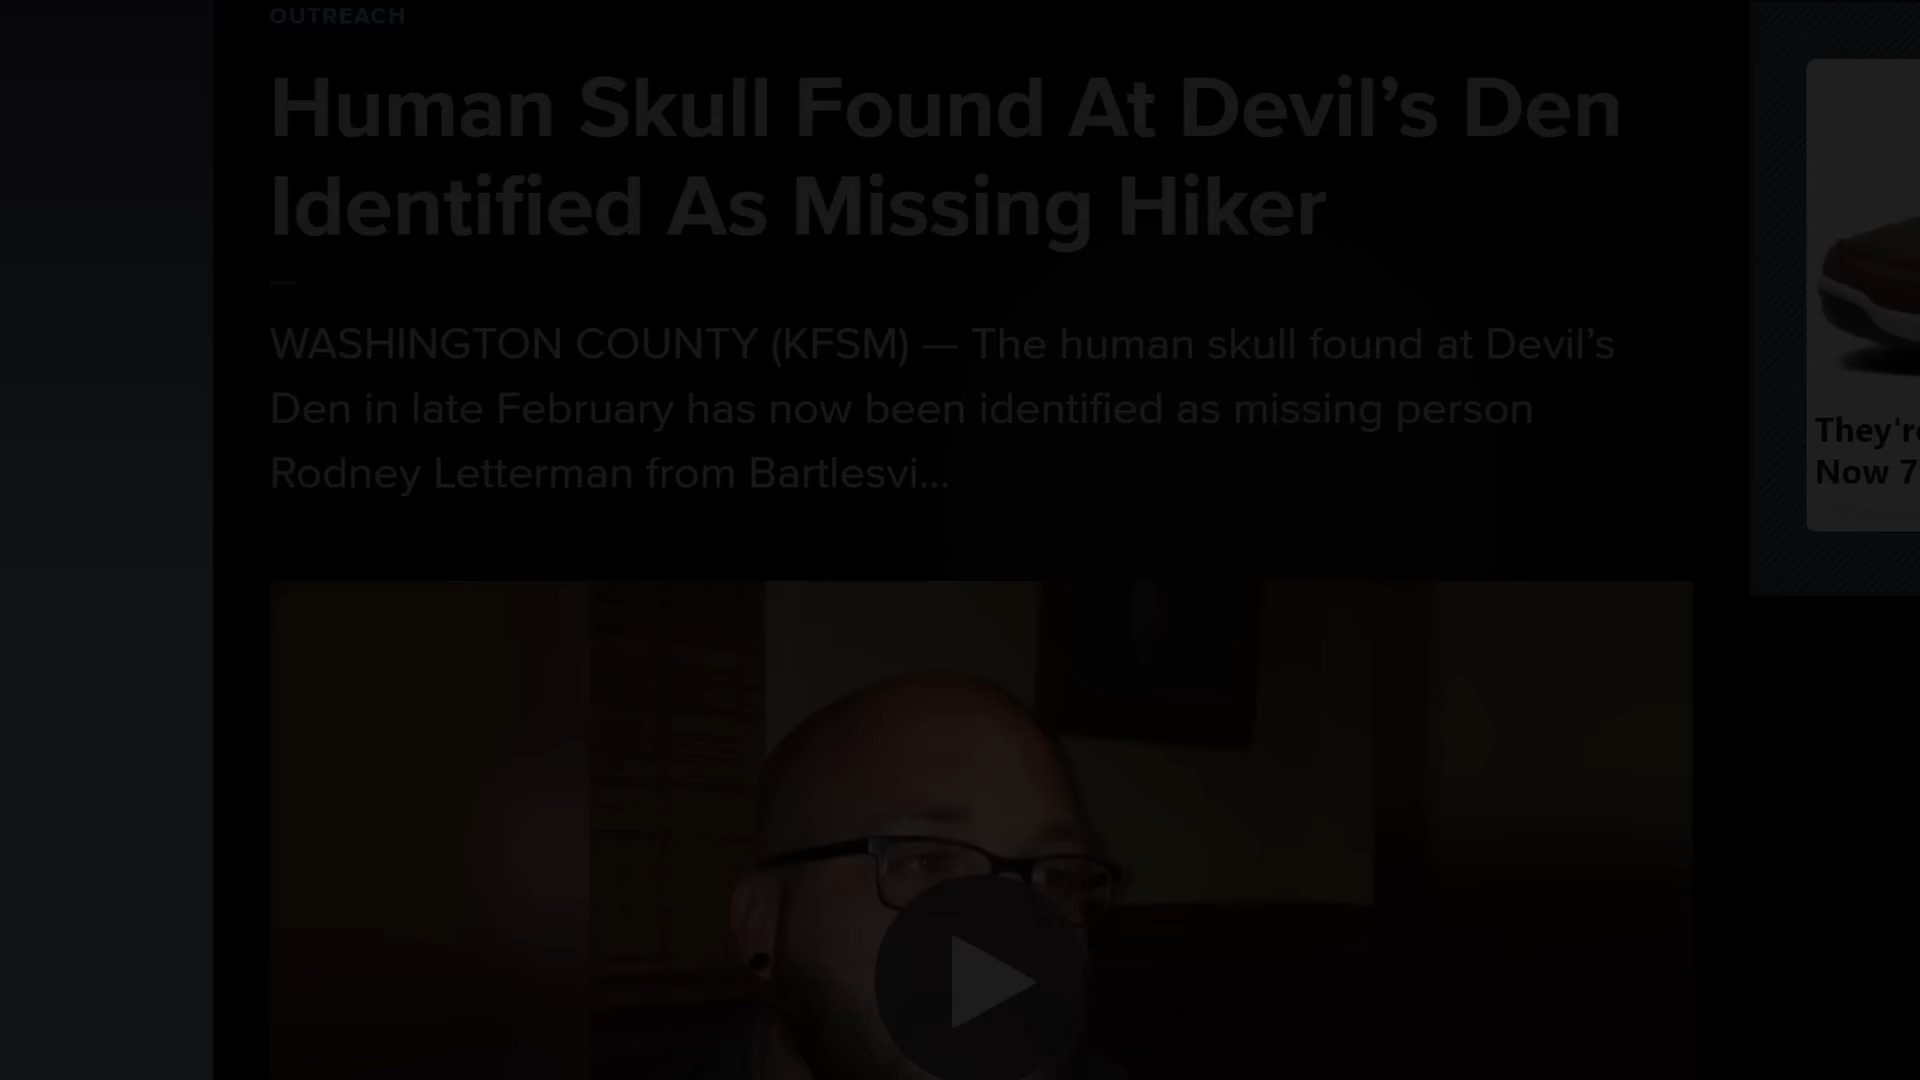 OUTREACH
Human Skull Found At Devil’s Den
Identified As Missing Hiker
WASHINGTON COUNTY (KFSM) — The human skull found at Devil’s
Den in late February has now been identified as missing person
Rodney Letterman from Bartlesvi...
They're
Now 7